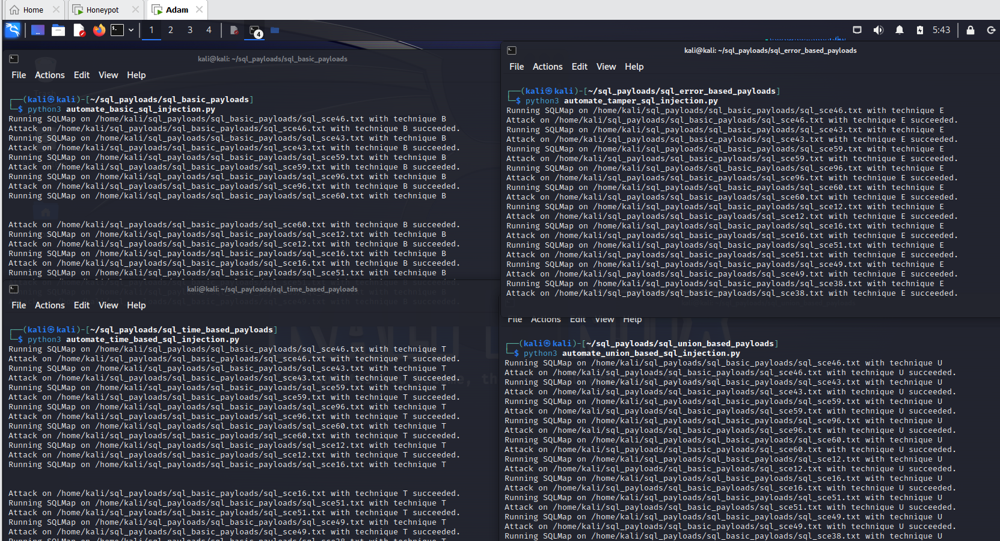 Home
Honeypot
Adam
1 2 3 4
4
5:43
kali@kali: ~/sql_payloads/sql_basic_payloads
File Actions Edit View Help
┌──(kali㉿kali)-[~/sql_payloads/sql_basic_payloads]
└─$ python3 automate_basic_sql_injection.py
Running SQLMap on /home/kali/sql_payloads/sql_basic_payloads/sql_sce46.txt with technique B
Attack on /home/kali/sql_payloads/sql_basic_payloads/sql_sce46.txt with technique B succeeded.
Running SQLMap on /home/kali/sql_payloads/sql_basic_payloads/sql_sce43.txt with technique B
Attack on /home/kali/sql_payloads/sql_basic_payloads/sql_sce43.txt with technique B succeeded.
Running SQLMap on /home/kali/sql_payloads/sql_basic_payloads/sql_sce59.txt with technique B
Attack on /home/kali/sql_payloads/sql_basic_payloads/sql_sce59.txt with technique B succeeded.
Running SQLMap on /home/kali/sql_payloads/sql_basic_payloads/sql_sce96.txt with technique B
Attack on /home/kali/sql_payloads/sql_basic_payloads/sql_sce96.txt with technique B succeeded.
Running SQLMap on /home/kali/sql_payloads/sql_basic_payloads/sql_sce60.txt with technique B
Attack on /home/kali/sql_payloads/sql_basic_payloads/sql_sce60.txt with technique B succeeded.
Running SQLMap on /home/kali/sql_payloads/sql_basic_payloads/sql_sce12.txt with technique B
Attack on /home/kali/sql_payloads/sql_basic_payloads/sql_sce12.txt with technique B succeeded.
Running SQLMap on /home/kali/sql_payloads/sql_basic_payloads/sql_sce16.txt with technique B
Attack on /home/kali/sql_payloads/sql_basic_payloads/sql_sce16.txt with technique B succeeded.
Running SQLMap on /home/kali/sql_payloads/sql_basic_payloads/sql_sce51.txt with technique B
kali@kali: ~/sql_payloads/sql_time_based_payloads
File Actions Edit View Help
┌──(kali㉿kali)-[~/sql_payloads/sql_time_based_payloads]
└─$ python3 automate_time_based_sql_injection.py
Running SQLMap on /home/kali/sql_payloads/sql_basic_payloads/sql_sce46.txt with technique T
Attack on /home/kali/sql_payloads/sql_basic_payloads/sql_sce46.txt with technique T succeeded.
Running SQLMap on /home/kali/sql_payloads/sql_basic_payloads/sql_sce43.txt with technique T
Attack on /home/kali/sql_payloads/sql_basic_payloads/sql_sce43.txt with technique T succeeded.
Running SQLMap on /home/kali/sql_payloads/sql_basic_payloads/sql_sce59.txt with technique T
Attack on /home/kali/sql_payloads/sql_basic_payloads/sql_sce59.txt with technique T succeeded.
Running SQLMap on /home/kali/sql_payloads/sql_basic_payloads/sql_sce96.txt with technique T
Attack on /home/kali/sql_payloads/sql_basic_payloads/sql_sce96.txt with technique T succeeded.
Running SQLMap on /home/kali/sql_payloads/sql_basic_payloads/sql_sce60.txt with technique T
Attack on /home/kali/sql_payloads/sql_basic_payloads/sql_sce60.txt with technique T succeeded.
Running SQLMap on /home/kali/sql_payloads/sql_basic_payloads/sql_sce12.txt with technique T
Attack on /home/kali/sql_payloads/sql_basic_payloads/sql_sce12.txt with technique T succeeded.
Running SQLMap on /home/kali/sql_payloads/sql_basic_payloads/sql_sce16.txt with technique T
Attack on /home/kali/sql_payloads/sql_basic_payloads/sql_sce16.txt with technique T succeeded.
Running SQLMap on /home/kali/sql_payloads/sql_basic_payloads/sql_sce51.txt with technique T
Attack on /home/kali/sql_payloads/sql_basic_payloads/sql_sce51.txt with technique T succeeded.
Running SQLMap on /home/kali/sql_payloads/sql_basic_payloads/sql_sce49.txt with technique T
Attack on /home/kali/sql_payloads/sql_basic_payloads/sql_sce49.txt with technique T succeeded.
Running SQLMap on /home/kali/sql_payloads/sql_basic_payloads/sql_sce38.txt with technique T
kali@kali: ~/sql_payloads/sql_error_based_payloads
File Actions Edit View Help
┌──(kali㉿kali)-[~/sql_payloads/sql_error_based_payloads]
└─$ python3 automate_tamper_sql_injection.py
Running SQLMap on /home/kali/sql_payloads/sql_basic_payloads/sql_sce46.txt with technique E
Attack on /home/kali/sql_payloads/sql_basic_payloads/sql_sce46.txt with technique E succeeded.
Running SQLMap on /home/kali/sql_payloads/sql_basic_payloads/sql_sce43.txt with technique E
Attack on /home/kali/sql_payloads/sql_basic_payloads/sql_sce43.txt with technique E succeeded.
Running SQLMap on /home/kali/sql_payloads/sql_basic_payloads/sql_sce59.txt with technique E
Attack on /home/kali/sql_payloads/sql_basic_payloads/sql_sce59.txt with technique E succeeded.
Running SQLMap on /home/kali/sql_payloads/sql_basic_payloads/sql_sce96.txt with technique E
Attack on /home/kali/sql_payloads/sql_basic_payloads/sql_sce96.txt with technique E succeeded.
Running SQLMap on /home/kali/sql_payloads/sql_basic_payloads/sql_sce60.txt with technique E
Attack on /home/kali/sql_payloads/sql_basic_payloads/sql_sce60.txt with technique E succeeded.
Running SQLMap on /home/kali/sql_payloads/sql_basic_payloads/sql_sce12.txt with technique E
Attack on /home/kali/sql_payloads/sql_basic_payloads/sql_sce12.txt with technique E succeeded.
Running SQLMap on /home/kali/sql_payloads/sql_basic_payloads/sql_sce16.txt with technique E
Attack on /home/kali/sql_payloads/sql_basic_payloads/sql_sce16.txt with technique E succeeded.
Running SQLMap on /home/kali/sql_payloads/sql_basic_payloads/sql_sce51.txt with technique E
Attack on /home/kali/sql_payloads/sql_basic_payloads/sql_sce51.txt with technique E succeeded.
Running SQLMap on /home/kali/sql_payloads/sql_basic_payloads/sql_sce49.txt with technique E
Attack on /home/kali/sql_payloads/sql_basic_payloads/sql_sce49.txt with technique E succeeded.
Running SQLMap on /home/kali/sql_payloads/sql_basic_payloads/sql_sce38.txt with technique E
Attack on /home/kali/sql_payloads/sql_basic_payloads/sql_sce38.txt with technique E succeeded.
File Actions Edit View Help
┌──(kali㉿kali)-[~/sql_payloads/sql_union_based_payloads]
└─$ python3 automate_union_based_sql_injection.py
Running SQLMap on /home/kali/sql_payloads/sql_basic_payloads/sql_sce46.txt with technique U
Attack on /home/kali/sql_payloads/sql_basic_payloads/sql_sce46.txt with technique U succeeded.
Running SQLMap on /home/kali/sql_payloads/sql_basic_payloads/sql_sce43.txt with technique U
Attack on /home/kali/sql_payloads/sql_basic_payloads/sql_sce43.txt with technique U succeeded.
Running SQLMap on /home/kali/sql_payloads/sql_basic_payloads/sql_sce59.txt with technique U
Attack on /home/kali/sql_payloads/sql_basic_payloads/sql_sce59.txt with technique U succeeded.
Running SQLMap on /home/kali/sql_payloads/sql_basic_payloads/sql_sce96.txt with technique U
Attack on /home/kali/sql_payloads/sql_basic_payloads/sql_sce96.txt with technique U succeeded.
Running SQLMap on /home/kali/sql_payloads/sql_basic_payloads/sql_sce60.txt with technique U
Attack on /home/kali/sql_payloads/sql_basic_payloads/sql_sce60.txt with technique U succeeded.
Running SQLMap on /home/kali/sql_payloads/sql_basic_payloads/sql_sce12.txt with technique U
Attack on /home/kali/sql_payloads/sql_basic_payloads/sql_sce12.txt with technique U succeeded.
Running SQLMap on /home/kali/sql_payloads/sql_basic_payloads/sql_sce16.txt with technique U
Attack on /home/kali/sql_payloads/sql_basic_payloads/sql_sce16.txt with technique U succeeded.
Running SQLMap on /home/kali/sql_payloads/sql_basic_payloads/sql_sce51.txt with technique U
Attack on /home/kali/sql_payloads/sql_basic_payloads/sql_sce51.txt with technique U succeeded.
Running SQLMap on /home/kali/sql_payloads/sql_basic_payloads/sql_sce49.txt with technique U
Attack on /home/kali/sql_payloads/sql_basic_payloads/sql_sce49.txt with technique U succeeded.
Running SQLMap on /home/kali/sql_payloads/sql_basic_payloads/sql_sce38.txt with technique U